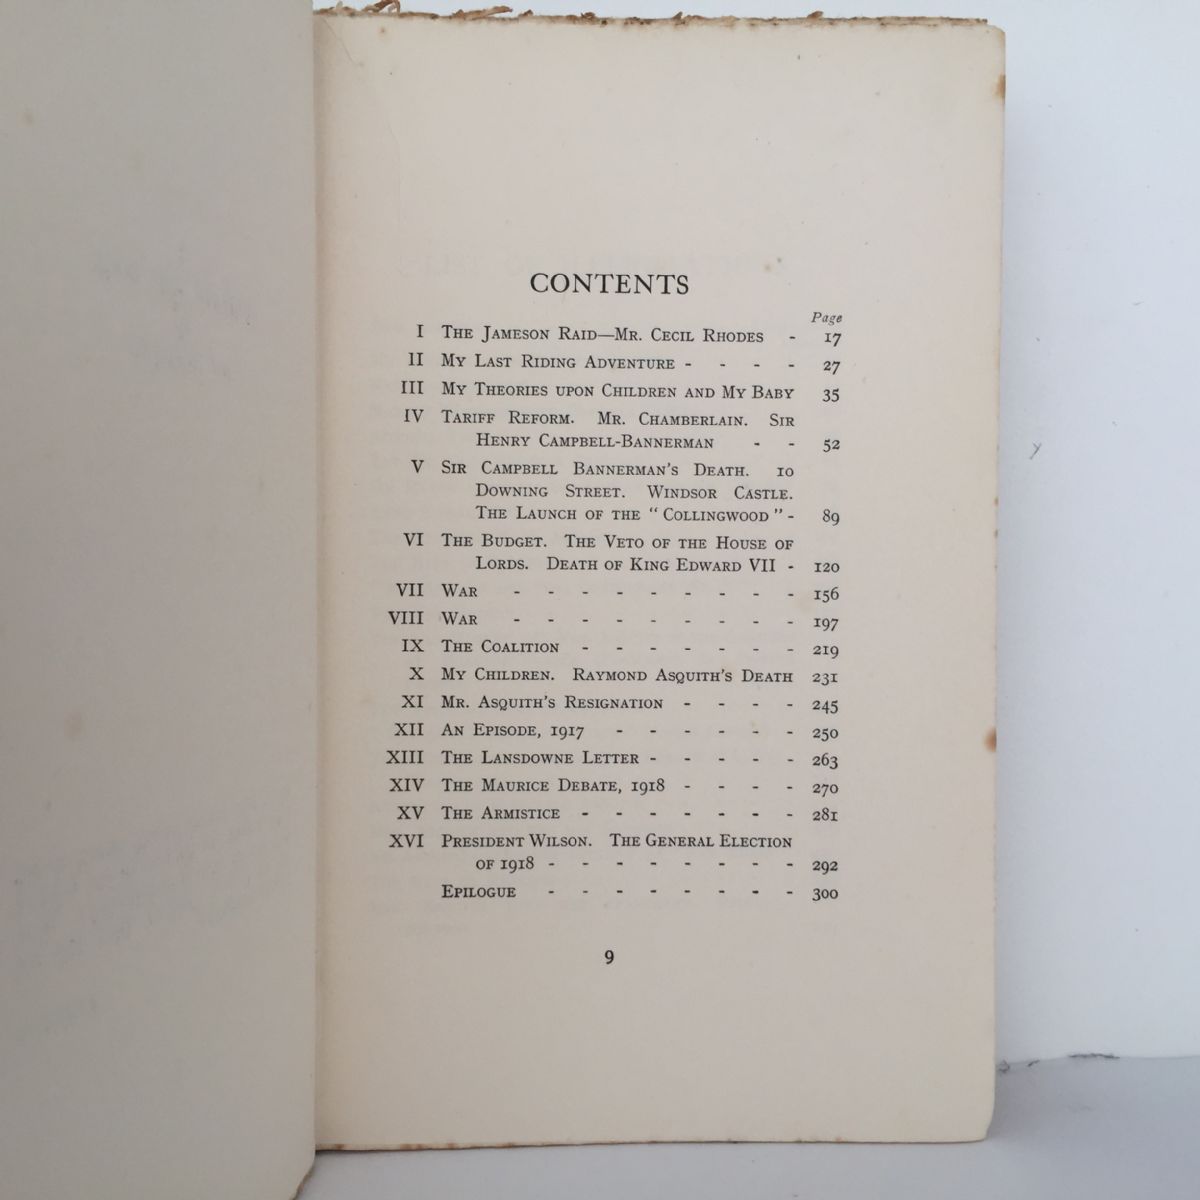 CONTENTS
Page
I THE JAMESON RAID—MR. CECIL RHODES - 17
II MY LAST RIDING ADVENTURE - - - - 27
III MY THEORIES UPON CHILDREN AND MY BABY 35
IV TARIFF REFORM. MR. CHAMBERLAIN. SIR
HENRY CAMPBELL-BANNERMAN - - 52
V SIR CAMPBELL BANNERMAN'S DEATH. 10
DOWNING STREET. WINDSOR CASTLE.
THE LAUNCH OF THE "COLLINGWOOD" - 89
VI THE BUDGET. THE VETO OF THE HOUSE OF
LORDS. DEATH OF KING EDWARD VII - 120
VII WAR - - - - - - - - - 156
VIII WAR - - - - - - - - - 197
IX THE COALITION - - - - - - - 219
X MY CHILDREN. RAYMOND ASQUITH'S DEATH 231
XI MR. ASQUITH'S RESIGNATION - - - - 245
XII AN EPISODE, 1917 - - - - - - 250
XIII THE LANSDOWNE LETTER - - - - - 263
XIV THE MAURICE DEBATE, 1918 - - - - 270
XV THE ARMISTICE - - - - - - - 281
XVI PRESIDENT WILSON. THE GENERAL ELECTION
OF 1918 - - - - - - - - 292
EPILOGUE - - - - - - - - 300
9